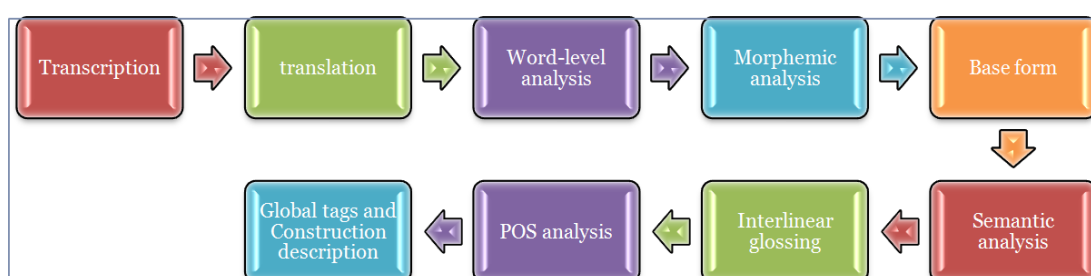 Transcription
translation
Word-level
analysis
Morphemic
analysis
Base form
Semantic
analysis
Interlinear
glossing
POS analysis
Global tags and
Construction
description